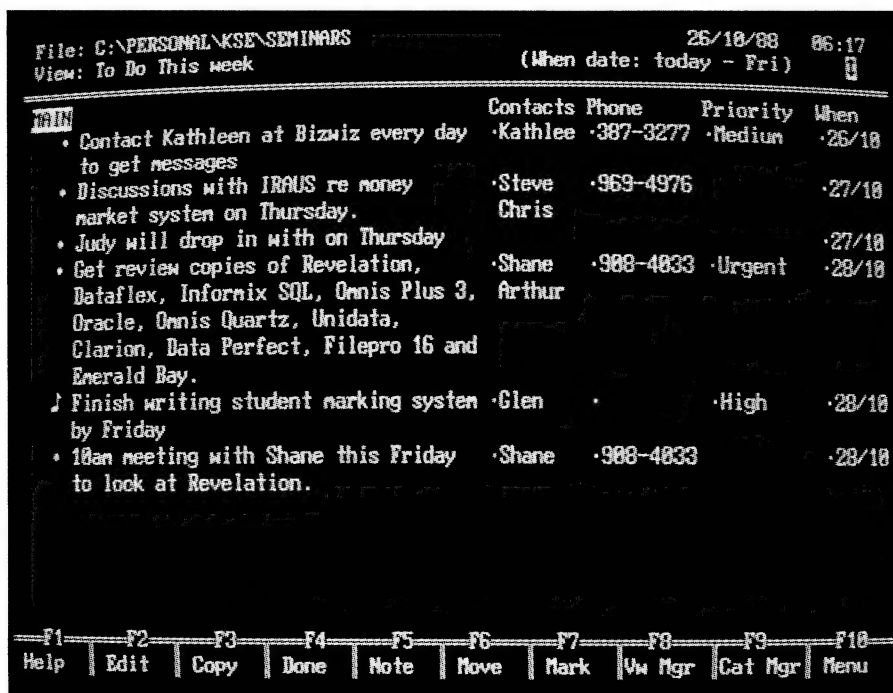 File: C:\PERSONAL\KSE\SEMINARS 26/10/88 06:17
View: To Do This week (When date: today - Fri)
MAIN Contacts Phone Priority When
• Contact Kathleen at Bizwiz every day ·Kathlee ·387-3277 ·Medium ·26/10
to get messages
• Discussions with IRAUS re money ·Steve ·969-4976 ·27/10
market system on Thursday. Chris
• Judy will drop in with on Thursday ·27/10
• Get review copies of Revelation, ·Shane ·908-4033 ·Urgent ·28/10
Dataflex, Informix SQL, Omnis Plus 3, Arthur
Oracle, Omnis Quartz, Unidata,
Clarion, Data Perfect, Filepro 16 and
Emerald Bay.
♪ Finish writing student marking system ·Glen · ·High ·28/10
by Friday
• 10am meeting with Shane this Friday ·Shane ·908-4033 ·28/10
to look at Revelation.
F1 F2 F3 F4 F5 F6 F7 F8 F9 F10
Help Edit Copy Done Note Move Mark Vw Mgr Cat Mgr Menu